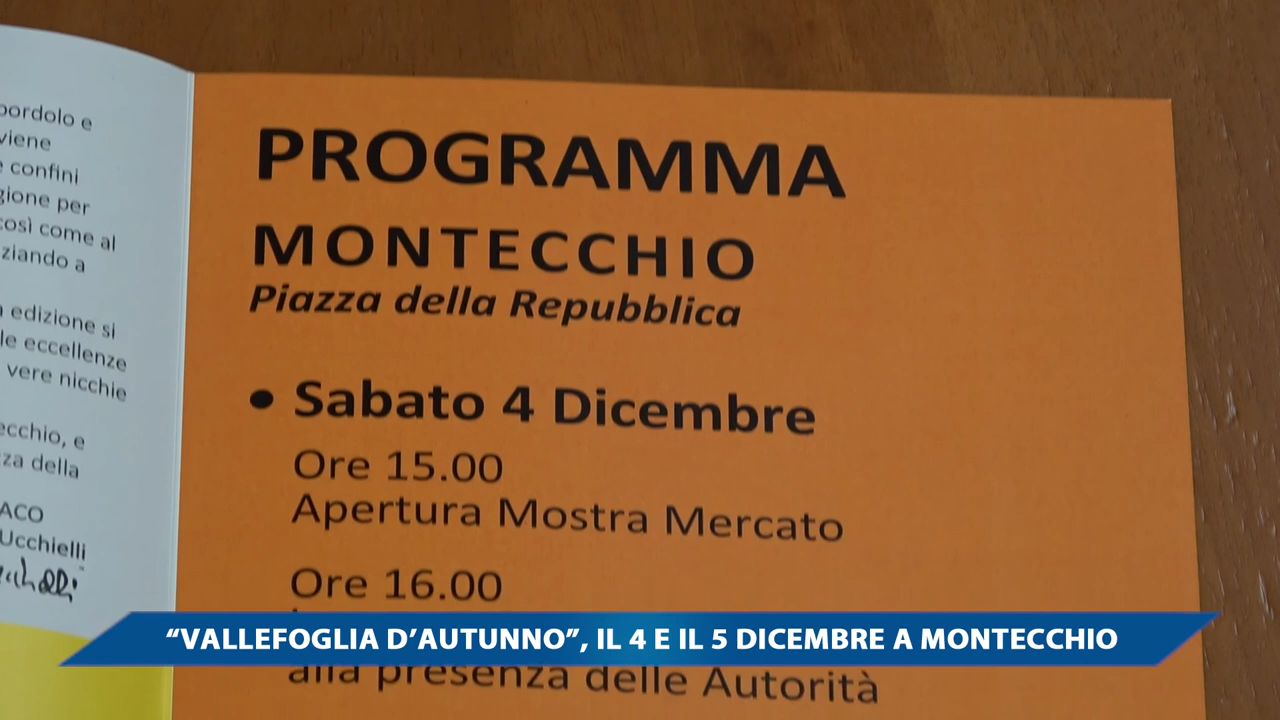 bordolo e
viene
e confini
gione per
così come al
ziando a
edizione si
le eccellenze
vere nicchie
ecchio, e
za della
ACO
Ucchielli
PROGRAMMA
MONTECCHIO
Piazza della Repubblica
• Sabato 4 Dicembre
Ore 15.00
Apertura Mostra Mercato
Ore 16.00
alla presenza delle Autorità
“VALLEFOGLIA D’AUTUNNO”, IL 4 E IL 5 DICEMBRE A MONTECCHIO